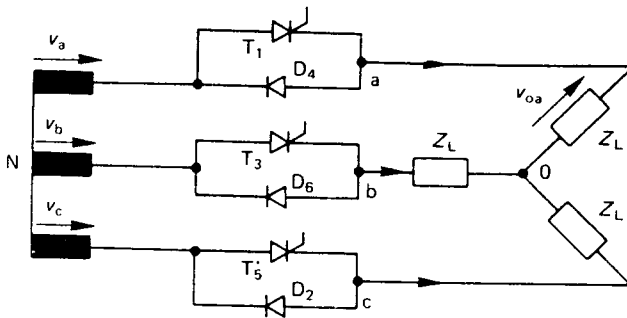 v_a
T_1
D_4
a
v_oa
Z_L
v_b
N
T_3
D_6
b
Z_L
0
v_c
Z_L
T_5
D_2
c